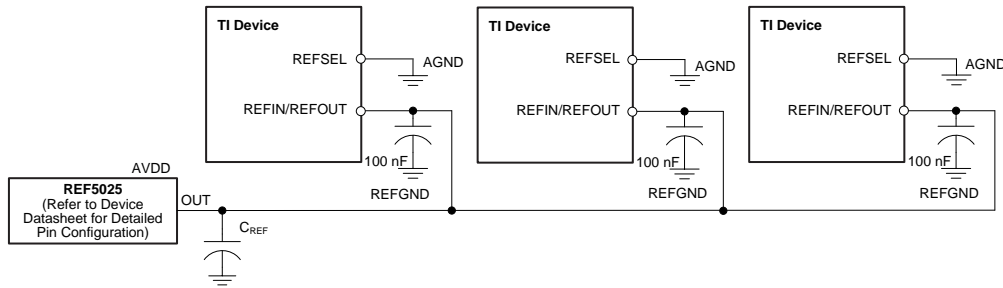 TI Device
REFSEL
AGND
REFIN/REFOUT
100 nF
REFGND
TI Device
REFSEL
AGND
REFIN/REFOUT
100 nF
REFGND
TI Device
REFSEL
AGND
REFIN/REFOUT
100 nF
REFGND
AVDD
REF5025
(Refer to Device
Datasheet for Detailed
Pin Configuration)
OUT
CREF